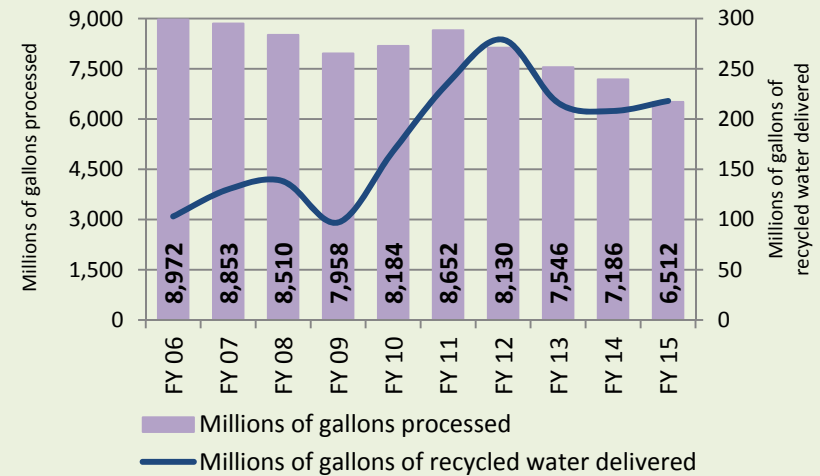 Millions of gallons processed
9,000
7,500
6,000
4,500
3,000
1,500
0
8,972
8,853
8,510
7,958
8,184
8,652
8,130
7,546
7,186
6,512
300
250
200
150
100
50
0
Millions of gallons of
recycled water delivered
FY 06
FY 07
FY 08
FY 09
FY 10
FY 11
FY 12
FY 13
FY 14
FY 15
Millions of gallons processed
Millions of gallons of recycled water delivered